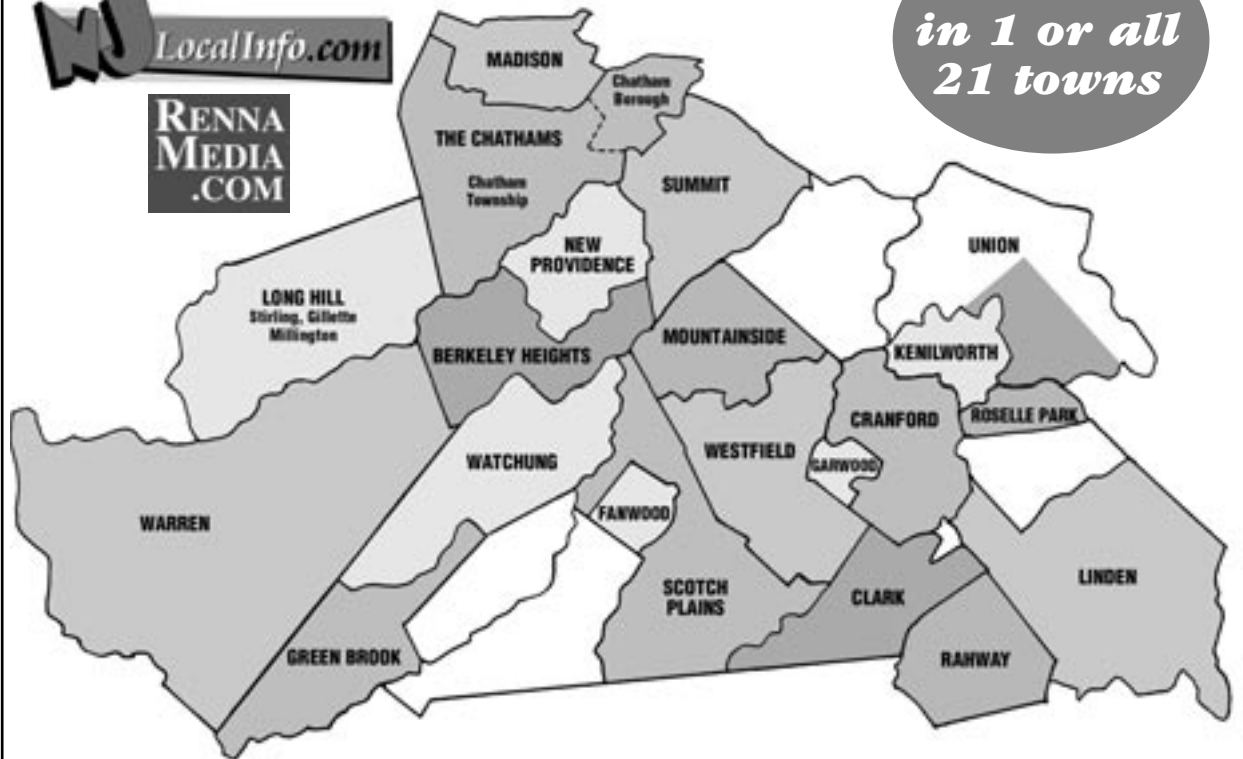 NJ LocalInfo.com
RENNA
MEDIA
.COM
in 1 or all
21 towns
MADISON
Chatham
Borough
THE CHATHAMS
Chatham
Township
SUMMIT
NEW
PROVIDENCE
UNION
LONG HILL
Stirling, Gillette
Millington
BERKELEY HEIGHTS
MOUNTAINSIDE
KENILWORTH
CRANFORD
ROSELLE PARK
WATCHUNG
WESTFIELD
GARWOOD
WARREN
FANWOOD
SCOTCH
PLAINS
CLARK
LINDEN
GREEN BROOK
RAHWAY